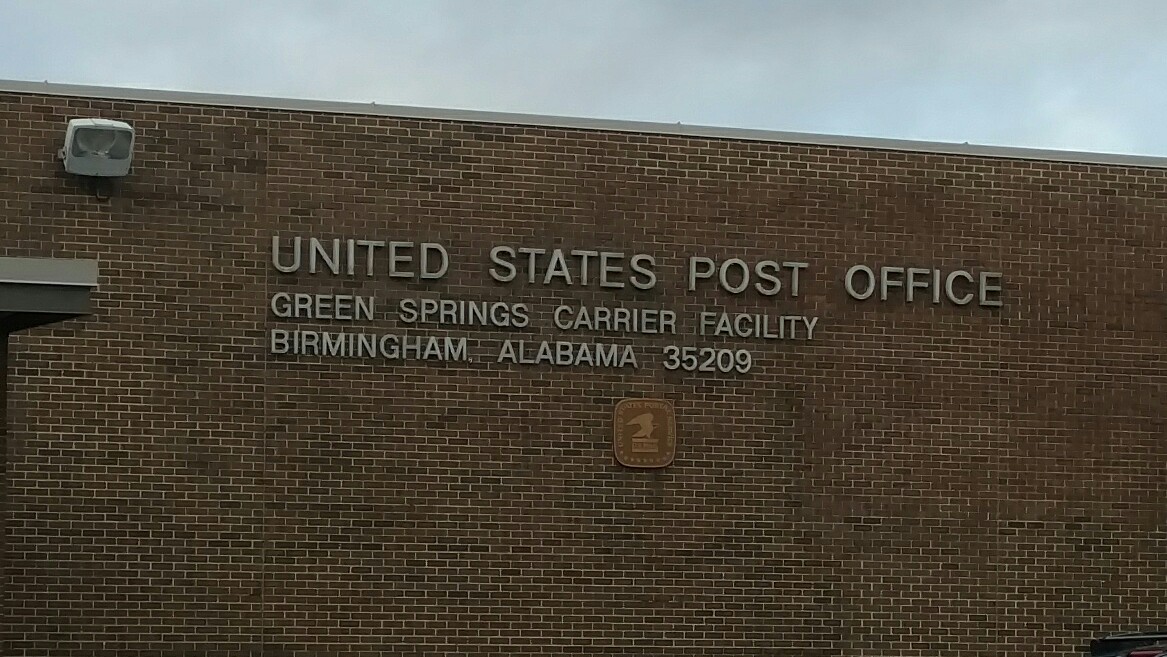 UNITED STATES POST OFFICE
GREEN SPRINGS CARRIER FACILITY
BIRMINGHAM, ALABAMA 35209